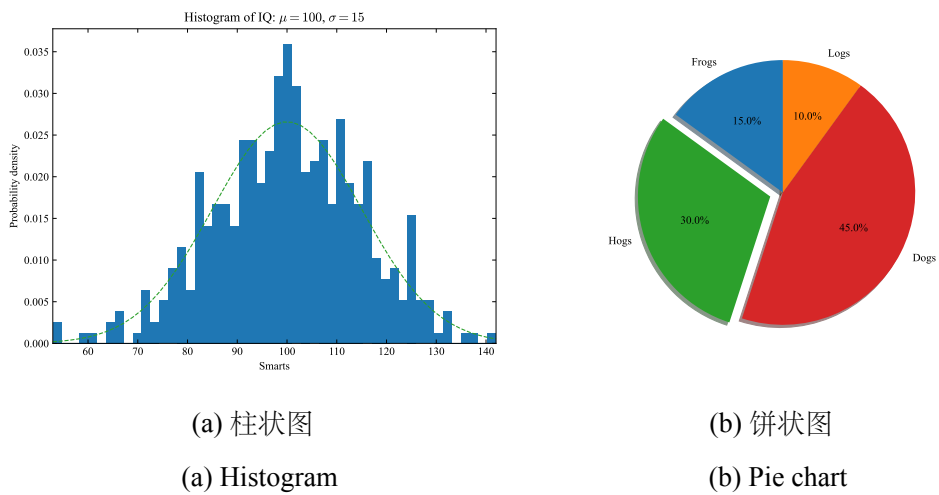 Histogram of IQ: μ = 100, σ = 15
Probability density
0.035
0.030
0.025
0.020
0.015
0.010
0.005
0.000
60 70 80 90 100 110 120 130 140
Smarts
Frogs
Logs
15.0%
10.0%
30.0%
45.0%
Hogs
Dogs
(a) 柱状图
(b) 饼状图
(a) Histogram
(b) Pie chart